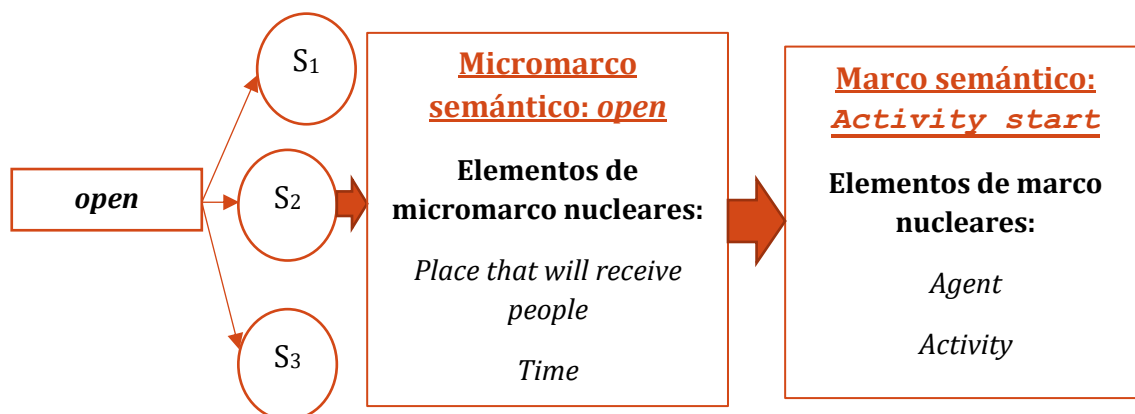 open
S1
S2
S3
Micromarco
semántico: open
Elementos de
micromarco nucleares:
Place that will receive
people
Time
Marco semántico:
Activity start
Elementos de marco
nucleares:
Agent
Activity